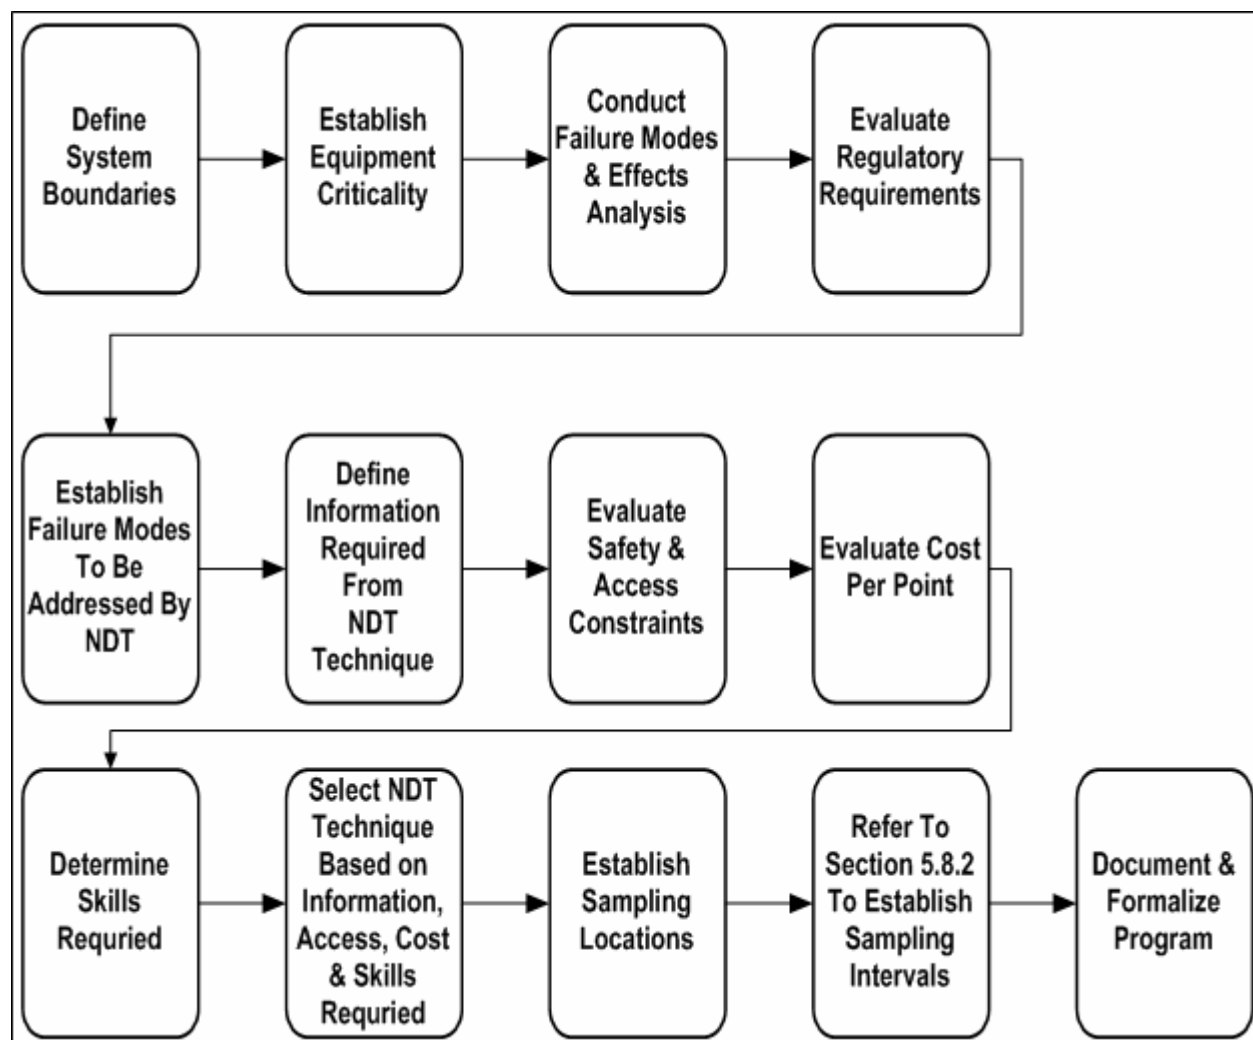 Define
System
Boundaries
Establish
Equipment
Criticality
Conduct
Failure Modes
& Effects
Analysis
Evaluate
Regulatory
Requirements
Establish
Failure Modes
To Be
Addressed By
NDT
Define
Information
Required
From
NDT
Technique
Evaluate
Safety &
Access
Constraints
Evaluate Cost
Per Point
Determine
Skills
Requried
Select NDT
Technique
Based on
Information,
Access, Cost
& Skills
Requried
Establish
Sampling
Locations
Refer To
Section 5.8.2
To Establish
Sampling
Intervals
Document &
Formalize
Program